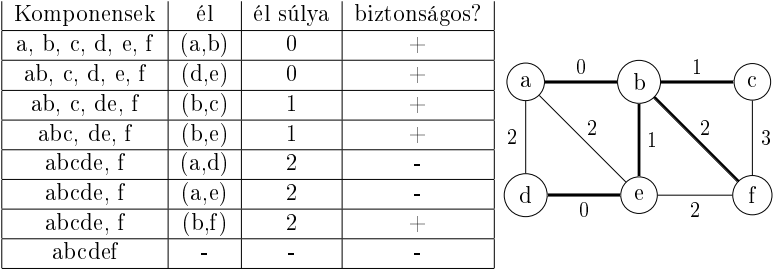 Komponensek él él súlya biztonságos?
a, b, c, d, e, f (a,b) 0 +
ab, c, d, e, f (d,e) 0 +
ab, c, de, f (b,c) 1 +
abc, de, f (b,e) 1 +
abcde, f (a,d) 2 -
abcde, f (a,e) 2 -
abcde, f (b,f) 2 +
abcdef - - -
0 1
a b c
2 2 1 2 3
d e f
0 2